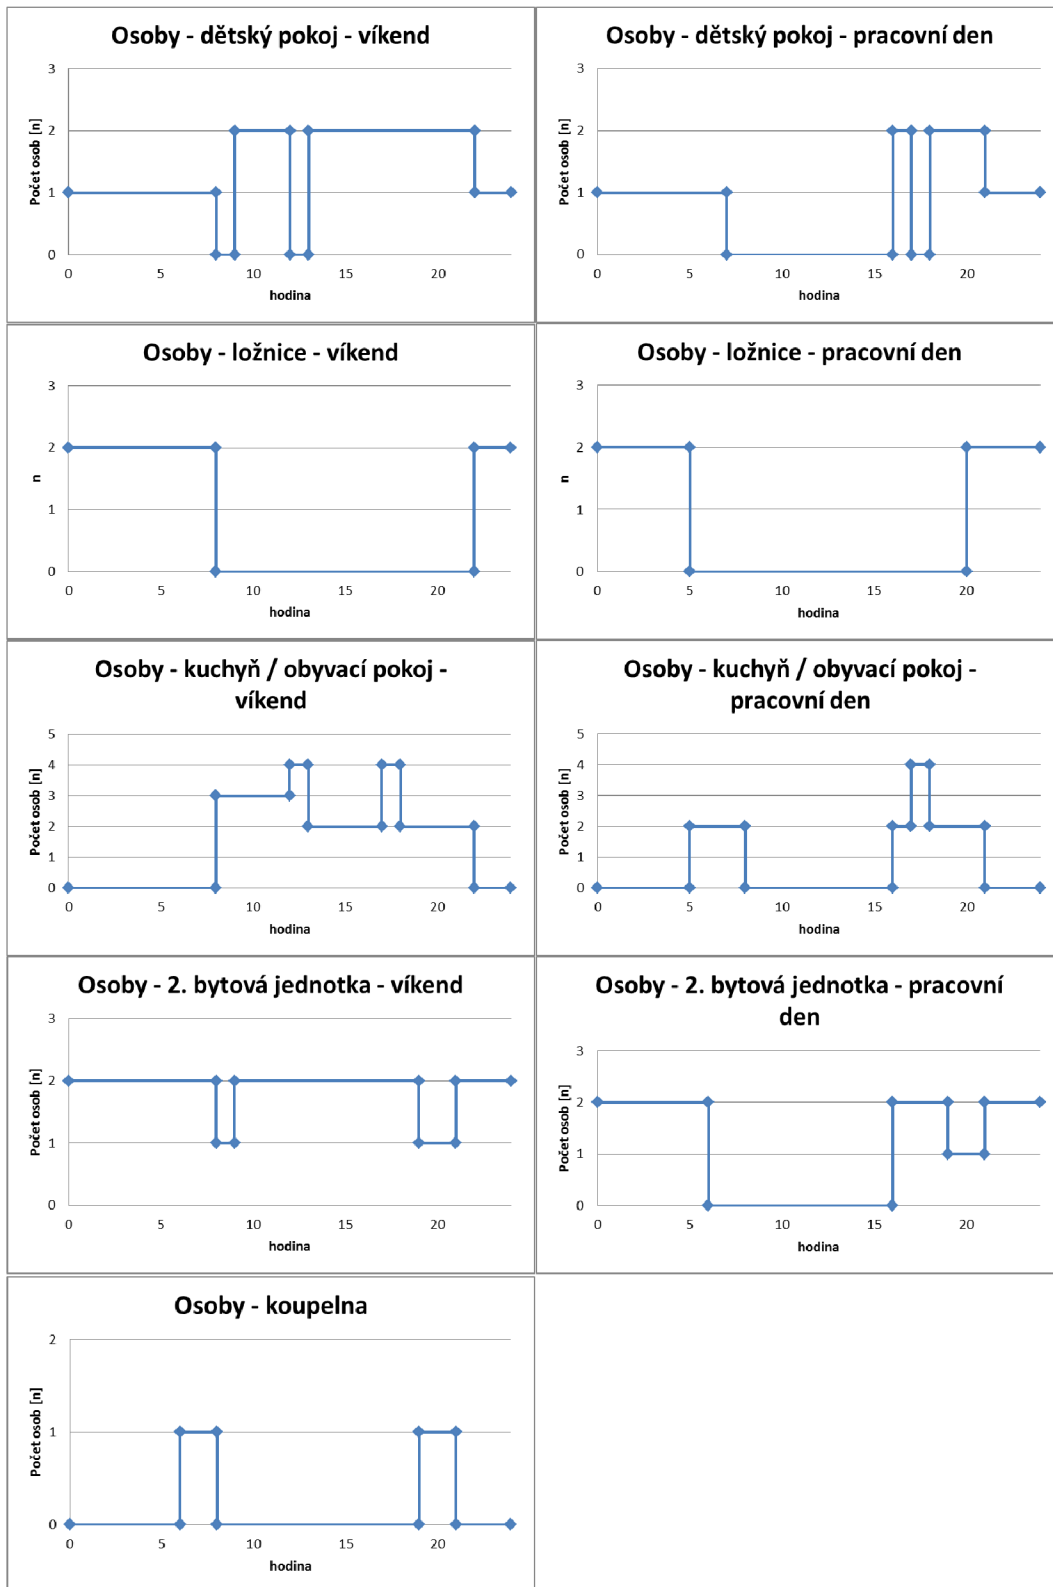 Osoby - dětský pokoj - víkend
3
2
1
0
Počet osob [n]
0 5 10 15 20
hodina
Osoby - dětský pokoj - pracovní den
3
2
1
0
Počet osob [n]
0 5 10 15 20
hodina
Osoby - ložnice - víkend
3
2
1
0
n
0 5 10 15 20
hodina
Osoby - ložnice - pracovní den
3
2
1
0
n
0 5 10 15 20
hodina
Osoby - kuchyň / obyvací pokoj -
víkend
5
4
3
2
1
0
Počet osob [n]
0 5 10 15 20
hodina
Osoby - kuchyň / obyvací pokoj -
pracovní den
5
4
3
2
1
0
Počet osob [n]
0 5 10 15 20
hodina
Osoby - 2. bytová jednotka - víkend
3
2
1
0
Počet osob [n]
0 5 10 15 20
hodina
Osoby - 2. bytová jednotka - pracovní
den
3
2
1
0
Počet osob [n]
0 5 10 15 20
hodina
Osoby - koupelna
2
1
0
Počet osob [n]
0 5 10 15 20
hodina